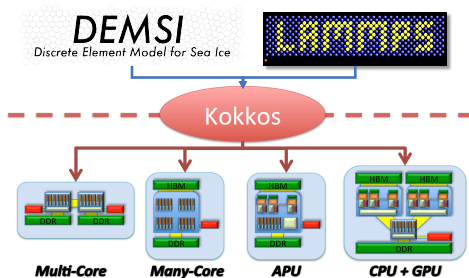 DEMSI
Discrete Element Model for Sea Ice
LAMMPS
Kokkos
HBM
HBM
HBM
HBM
DDR
DDR
DDR
DDR
DDR
Multi-Core
Many-Core
APU
CPU + GPU